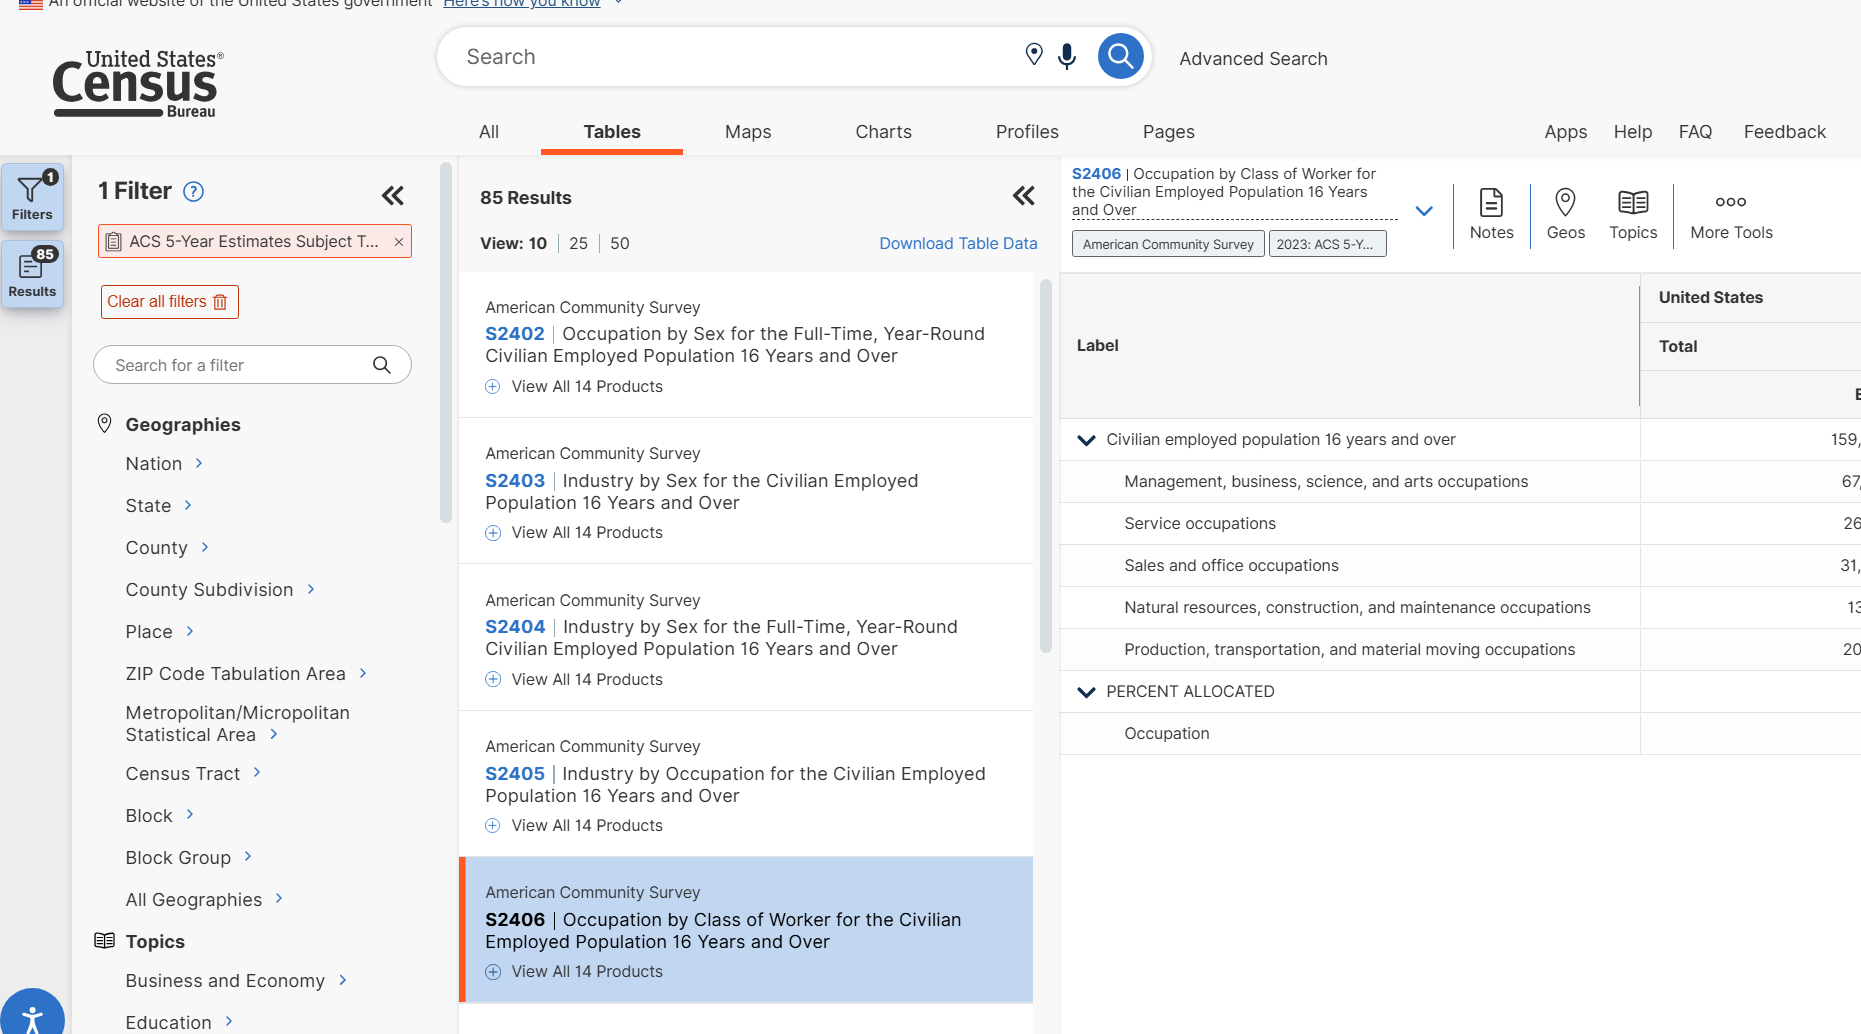 An official website of the United States government Here's how you know
United States®
Census
Bureau
Search
Advanced Search
All
Tables
Maps
Charts
Profiles
Pages
Apps
Help
FAQ
Feedback
1
Filters
85
Results
1 Filter
ACS 5-Year Estimates Subject T...
Clear all filters
Search for a filter
Geographies
Nation
State
County
County Subdivision
Place
ZIP Code Tabulation Area
Metropolitan/Micropolitan
Statistical Area
Census Tract
Block
Block Group
All Geographies
Topics
Business and Economy
Education
85 Results
View: 10 | 25 | 50
Download Table Data
American Community Survey
S2402 | Occupation by Sex for the Full-Time, Year-Round
Civilian Employed Population 16 Years and Over
View All 14 Products
American Community Survey
S2403 | Industry by Sex for the Civilian Employed
Population 16 Years and Over
View All 14 Products
American Community Survey
S2404 | Industry by Sex for the Full-Time, Year-Round
Civilian Employed Population 16 Years and Over
View All 14 Products
American Community Survey
S2405 | Industry by Occupation for the Civilian Employed
Population 16 Years and Over
View All 14 Products
American Community Survey
S2406 | Occupation by Class of Worker for the Civilian
Employed Population 16 Years and Over
View All 14 Products
S2406 | Occupation by Class of Worker for
the Civilian Employed Population 16 Years
and Over
American Community Survey
2023: ACS 5-Y...
Notes
Geos
Topics
More Tools
Label
United States
Total
Civilian employed population 16 years and over 159,
Management, business, science, and arts occupations 67,
Service occupations 26
Sales and office occupations 31,
Natural resources, construction, and maintenance occupations 13
Production, transportation, and material moving occupations 20
PERCENT ALLOCATED
Occupation